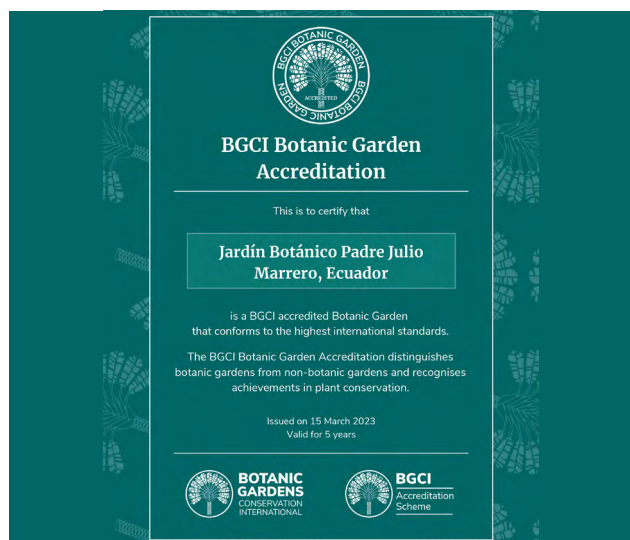 BGCI BOTANIC GARDEN
BGCI BOTANIC GARDEN
ACCREDITED
BGCI Botanic Garden
Accreditation
This is to certify that
Jardín Botánico Padre Julio
Marrero, Ecuador
is a BGCI accredited Botanic Garden
that conforms to the highest international standards.
The BGCI Botanic Garden Accreditation distinguishes
botanic gardens from non-botanic gardens and recognises
achievements in plant conservation.
Issued on 15 March 2023
Valid for 5 years
BOTANIC
GARDENS
CONSERVATION
INTERNATIONAL
BGCI
Accreditation
Scheme